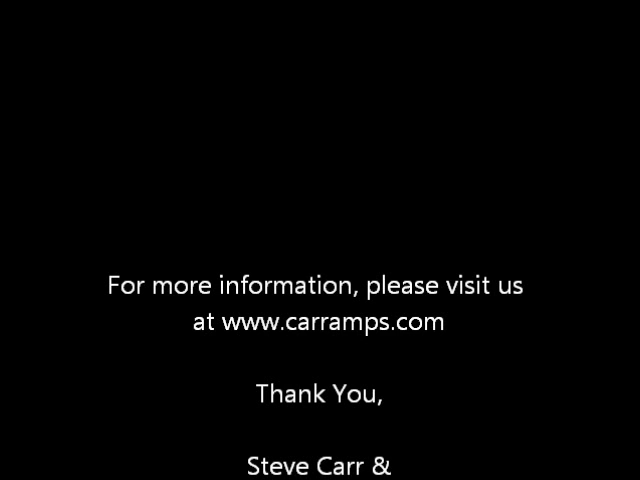 For more information, please visit us
at www.carramps.com
Thank You,
Steve Carr &